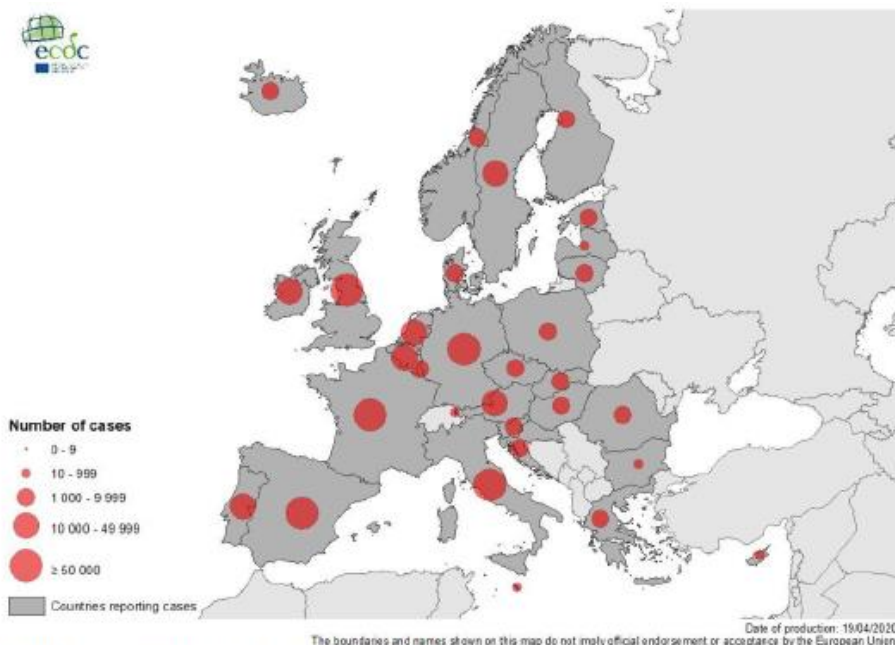 ecdc
Number of cases
0 - 9
10 - 999
1 000 - 9 999
10 000 - 49 999
≥ 50 000
Countries reporting cases
Date of production: 19/04/2020
The boundaries and names shown on this map do not imply official endorsement or acceptance by the European Union